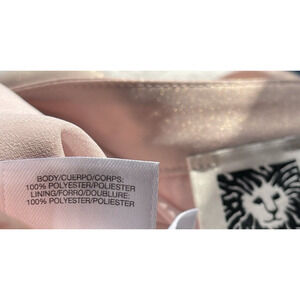 BODY/CUERPO/CORPS:
100% POLYESTER/POLIESTER
LINING/FORRO/DOUBLURE:
100% POLYESTER/POLIESTER